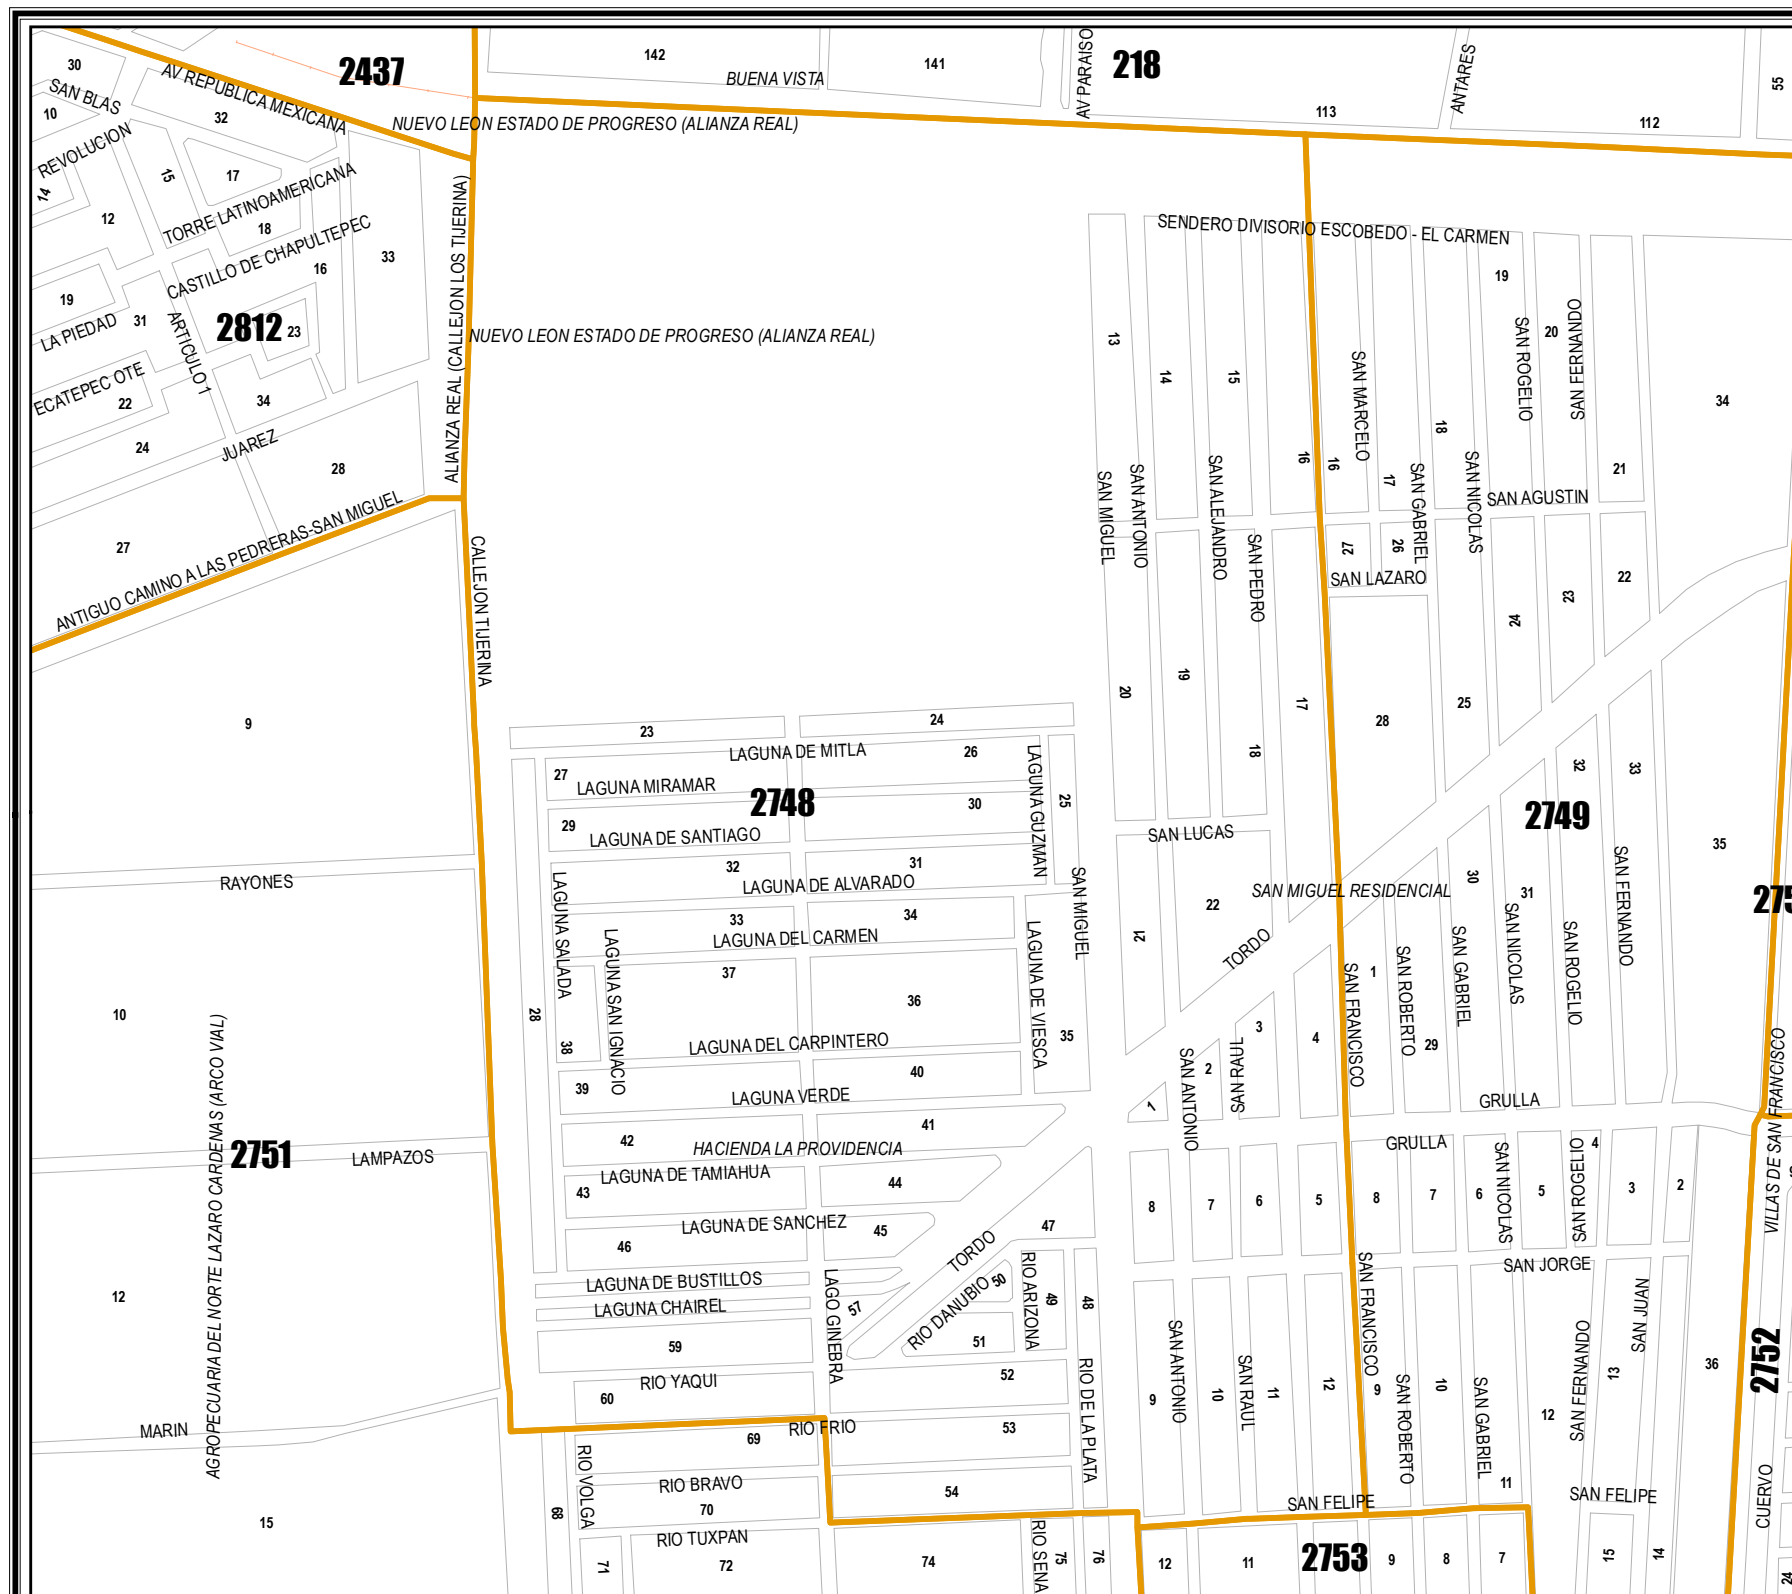 30
SAN BLAS
10
REVOLUCION
14
12
15
17
32
AV REPUBLICA MEXICANA
2437
NUEVO LEON ESTADO DE PROGRESO (ALIANZA REAL)
142
BUENA VISTA
141
AV PARAISO
218
113
ANTARES
112
55
TORRE LATINOAMERICANA
18
CASTILLO DE CHAPULTEPEC
16
33
19
LA PIEDAD
31
ARTICULO 1
2812
23
ECATEPEC OTE
22
24
34
JUAREZ
28
27
ANTIGUO CAMINO A LAS PEDRERAS-SAN MIGUEL
ALIANZA REAL (CALLEJON LOS TIJERINA)
NUEVO LEON ESTADO DE PROGRESO (ALIANZA REAL)
CALLEJON TIJERINA
SENDERO DIVISORIO ESCOBEDO - EL CARMEN
13
14
15
16
16
SAN MARCELO
17
18
19
SAN ROGELIO
20
SAN FERNANDO
21
34
SAN MIGUEL
SAN ANTONIO
SAN ALEJANDRO
SAN PEDRO
SAN GABRIEL
SAN NICOLAS
SAN AGUSTIN
27
26
SAN LAZARO
24
23
22
20
19
18
17
28
25
32
33
2749
35
275
9
RAYONES
10
AGROPECUARIA DEL NORTE LAZARO CARDENAS (ARCO VIAL)
2751
LAMPAZOS
12
MARIN
15
23
24
LAGUNA DE MITLA
26
27
LAGUNA MIRAMAR
2748
30
29
LAGUNA DE SANTIAGO
LAGUNA GUZMAN
25
32
31
LAGUNA DE ALVARADO
33
34
LAGUNA DEL CARMEN
LAGUNA SALADA
LAGUNA SAN IGNACIO
37
36
LAGUNA DE VIESCA
SAN MIGUEL
28
38
LAGUNA DEL CARPINTERO
35
39
40
LAGUNA VERDE
41
42
HACIENDA LA PROVIDENCIA
43
LAGUNA DE TAMIAHUA
44
LAGUNA DE SANCHEZ
45
46
47
LAGUNA DE BUSTILLOS
LAGUNA CHAIREL
LAGO GINEBRA
57
TORDO
RIO DANUBIO
50
RIO ARIZONA
49
48
51
59
52
60
RIO YAQUI
RIO DE LA PLATA
RIO FRIO
53
69
RIO VOLGA
RIO BRAVO
54
68
70
RIO TUXPAN
71
72
74
RIO SENA
75
76
SAN LUCAS
22
21
SAN MIGUEL RESIDENCIAL
TORDO
30
31
SAN FERNANDO
1
SAN FRANCISCO
SAN ROBERTO
29
SAN GABRIEL
SAN NICOLAS
SAN ROGELIO
1
2
SAN ANTONIO
SAN RAUL
3
4
GRULLA
GRULLA
8
7
6
5
8
7
6
SAN NICOLAS
5
SAN ROGELIO
4
3
2
SAN JORGE
SAN FRANCISCO
SAN JUAN
9
SAN ANTONIO
10
SAN RAUL
11
12
9
SAN ROBERTO
10
SAN GABRIEL
11
12
SAN FERNANDO
13
36
SAN FELIPE
SAN FELIPE
12
11
2753
9
8
7
15
14
VILLAS DE SAN FRANCISCO
2752
CUERVO